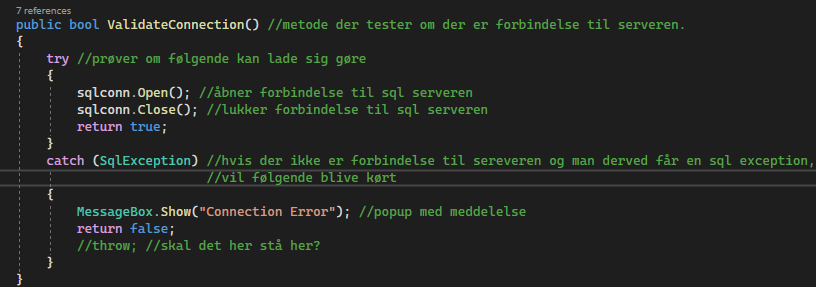 7 references
public bool ValidateConnection() //metode der tester om der er forbindelse til serveren.
{
try //prøver om følgende kan lade sig gøre
{
sqlconn.Open(); //åbner forbindelse til sql serveren
sqlconn.Close(); //lukker forbindelse til sql serveren
return true;
}
catch (SqlException) //hvis der ikke er forbindelse til sereveren og man derved får en sql exception,
//vil følgende blive kørt
{
MessageBox.Show("Connection Error"); //popup med meddelelse
return false;
//throw; //skal det her stå her?
}
}